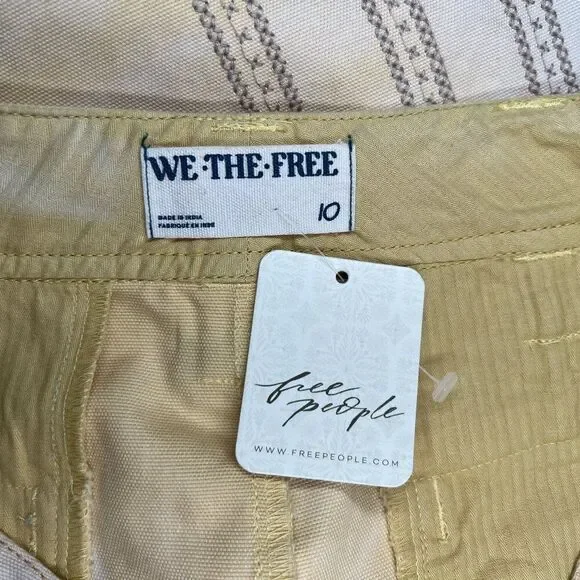 WE·THE·FREE
10
MADE IN INDIA
FABRIQUÉ EN INDE
free
people
WWW.FREEPEOPLE.COM